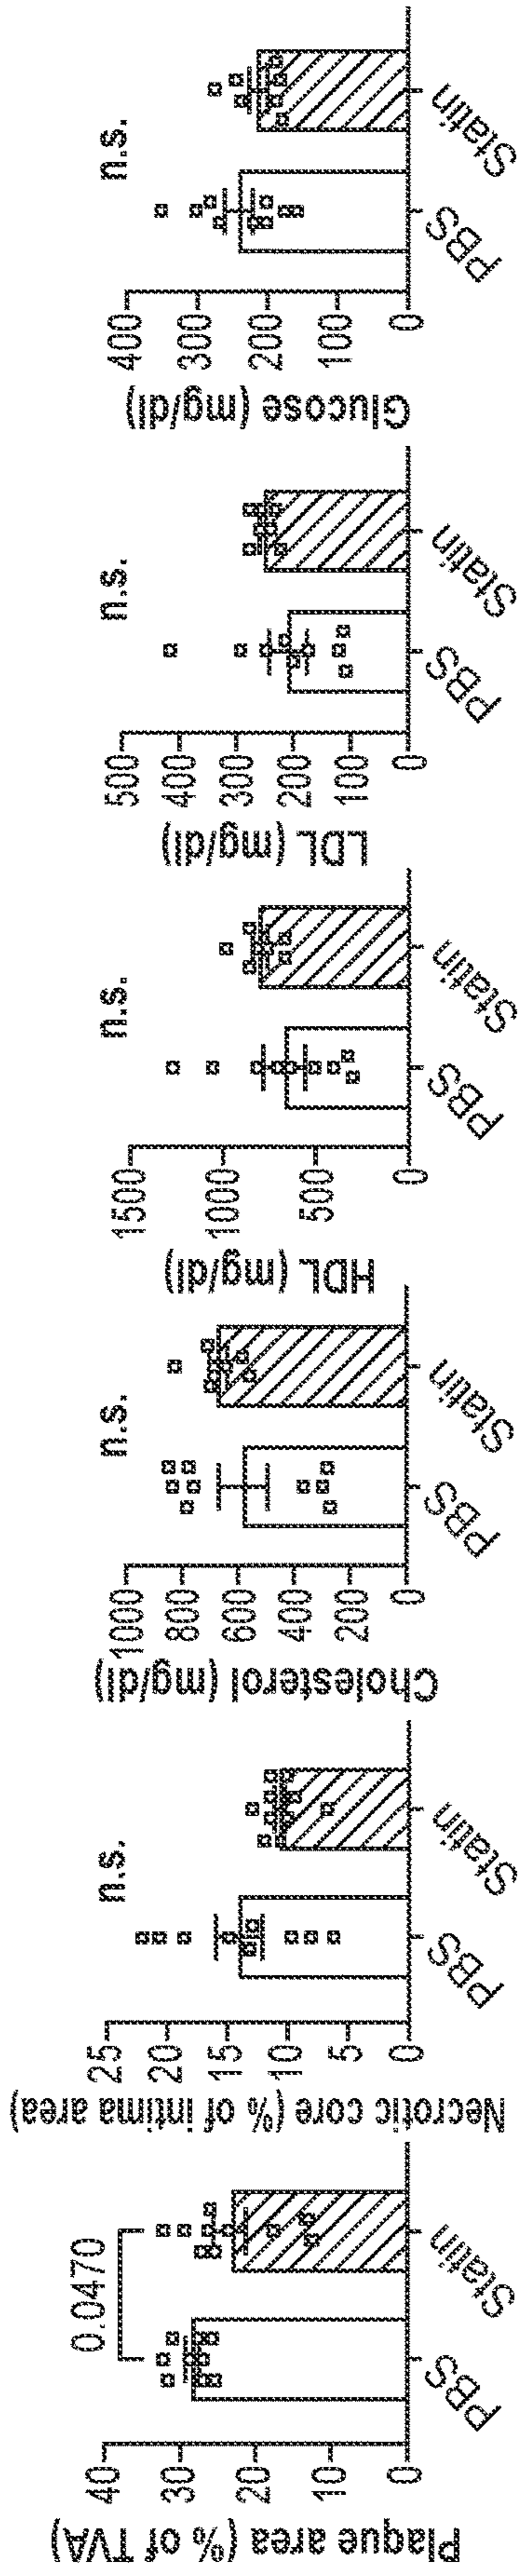 Plaque area (% of TVA)
40
30
20
10
0
0.0470
PBS
Statin
Necrotic core (% of intima area)
25
20
15
10
5
0
n.s.
PBS
Statin
Cholesterol (mg/dl)
1000
800
600
400
200
0
n.s.
PBS
Statin
HDL (mg/dl)
1500
1000
500
0
n.s.
PBS
Statin
LDL (mg/dl)
500
400
300
200
100
0
n.s.
PBS
Statin
Glucose (mg/dl)
400
300
200
100
0
n.s.
PBS
Statin